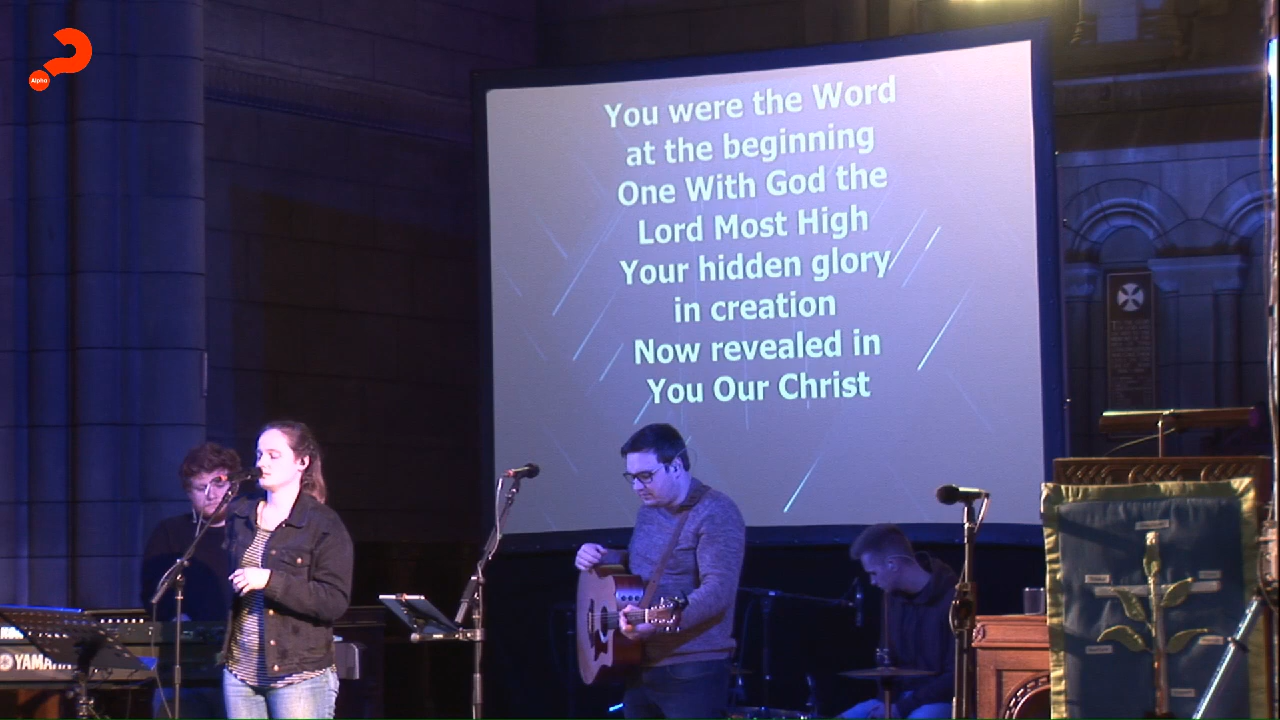 Alpha
You were the Word
at the beginning
One With God the
Lord Most High
Your hidden glory
in creation
Now revealed in
You Our Christ
YAMAHA